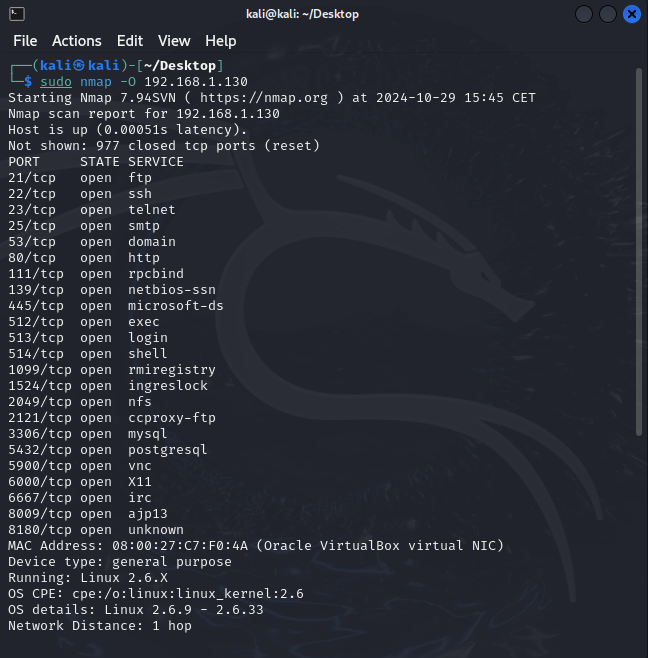 kali@kali: ~/Desktop
File Actions Edit View Help
┌──(kali㉿kali)-[~/Desktop]
└─$ sudo nmap -O 192.168.1.130
Starting Nmap 7.94SVN ( https://nmap.org ) at 2024-10-29 15:45 CET
Nmap scan report for 192.168.1.130
Host is up (0.00051s latency).
Not shown: 977 closed tcp ports (reset)
PORT     STATE SERVICE
21/tcp   open  ftp
22/tcp   open  ssh
23/tcp   open  telnet
25/tcp   open  smtp
53/tcp   open  domain
80/tcp   open  http
111/tcp  open  rpcbind
139/tcp  open  netbios-ssn
445/tcp  open  microsoft-ds
512/tcp  open  exec
513/tcp  open  login
514/tcp  open  shell
1099/tcp open  rmiregistry
1524/tcp open  ingreslock
2049/tcp open  nfs
2121/tcp open  ccproxy-ftp
3306/tcp open  mysql
5432/tcp open  postgresql
5900/tcp open  vnc
6000/tcp open  X11
6667/tcp open  irc
8009/tcp open  ajp13
8180/tcp open  unknown
MAC Address: 08:00:27:C7:F0:4A (Oracle VirtualBox virtual NIC)
Device type: general purpose
Running: Linux 2.6.X
OS CPE: cpe:/o:linux:linux_kernel:2.6
OS details: Linux 2.6.9 - 2.6.33
Network Distance: 1 hop